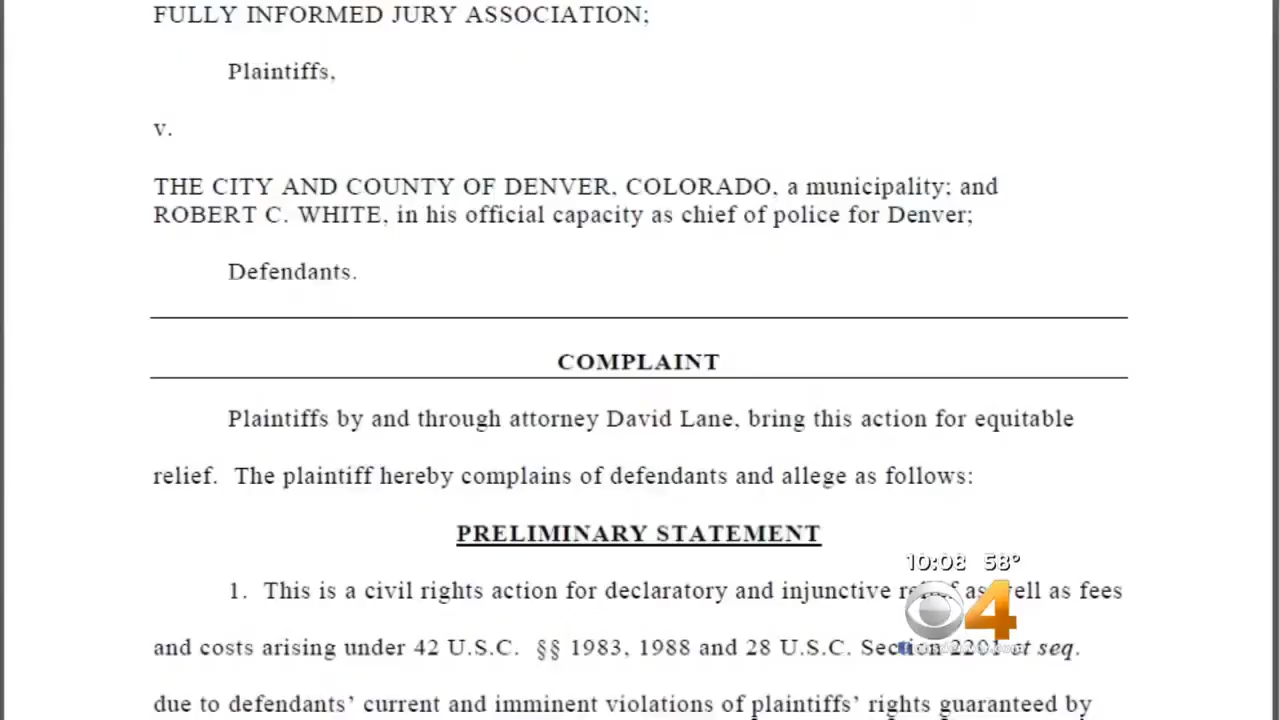 FULLY INFORMED JURY ASSOCIATION;
Plaintiffs,
v.
THE CITY AND COUNTY OF DENVER, COLORADO, a municipality; and
ROBERT C. WHITE, in his official capacity as chief of police for Denver;
Defendants.
COMPLAINT
Plaintiffs by and through attorney David Lane, bring this action for equitable
relief. The plaintiff hereby complains of defendants and allege as follows:
PRELIMINARY STATEMENT
10:08 58°
1. This is a civil rights action for declaratory and injunctive relief as well as fees
4
and costs arising under 42 U.S.C. §§ 1983, 1988 and 28 U.S.C. Section 2201 et seq.
due to defendants' current and imminent violations of plaintiffs' rights guaranteed by